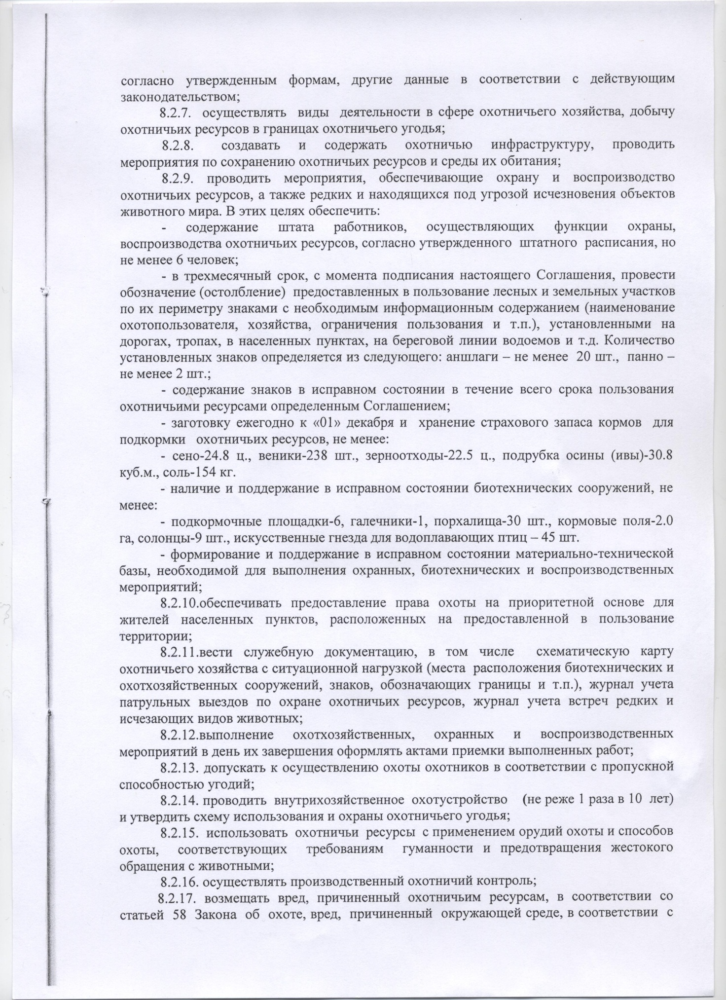 согласно утвержденным формам, другие данные в соответствии с действующим
законодательством;
8.2.7. осуществлять виды деятельности в сфере охотничьего хозяйства, добычу
охотничьих ресурсов в границах охотничьего угодья;
8.2.8. создавать и содержать охотничью инфраструктуру, проводить
мероприятия по сохранению охотничьих ресурсов и среды их обитания;
8.2.9. проводить мероприятия, обеспечивающие охрану и воспроизводство
охотничьих ресурсов, а также редких и находящихся под угрозой исчезновения объектов
животного мира. В этих целях обеспечить:
- содержание штата работников, осуществляющих функции охраны,
воспроизводства охотничьих ресурсов, согласно утвержденного штатного расписания, но
не менее 6 человек;
- в трехмесячный срок, с момента подписания настоящего Соглашения, провести
обозначение (остолбление) предоставленных в пользование лесных и земельных участков
по их периметру знаками с необходимым информационным содержанием (наименование
охотопользователя, хозяйства, ограничения пользования и т.п.), установленными на
дорогах, тропах, в населенных пунктах, на береговой линии водоемов и т.д. Количество
установленных знаков определяется из следующего: аншлаги – не менее 20 шт., панно –
не менее 2 шт.;
- содержание знаков в исправном состоянии в течение всего срока пользования
охотничьими ресурсами определенным Соглашением;
- заготовку ежегодно к «01» декабря и хранение страхового запаса кормов для
подкормки охотничьих ресурсов, не менее:
- сено-24.8 ц., веники-238 шт., зерноотходы-22.5 ц., подрубка осины (ивы)-30.8
куб.м., соль-154 кг.
- наличие и поддержание в исправном состоянии биотехнических сооружений, не
менее:
- подкормочные площадки-6, галечники-1, порхалища-30 шт., кормовые поля-2.0
га, солонцы-9 шт., искусственные гнезда для водоплавающих птиц – 45 шт.
- формирование и поддержание в исправном состоянии материально-технической
базы, необходимой для выполнения охранных, биотехнических и воспроизводственных
мероприятий;
8.2.10.обеспечивать предоставление права охоты на приоритетной основе для
жителей населенных пунктов, расположенных на предоставленной в пользование
территории;
8.2.11.вести служебную документацию, в том числе схематическую карту
охотничьего хозяйства с ситуационной нагрузкой (места расположения биотехнических и
охотхозяйственных сооружений, знаков, обозначающих границы и т.п.), журнал учета
патрульных выездов по охране охотничьих ресурсов, журнал учета встреч редких и
исчезающих видов животных;
8.2.12.выполнение охотхозяйственных, охранных и воспроизводственных
мероприятий в день их завершения оформлять актами приемки выполненных работ;
8.2.13. допускать к осуществлению охоты охотников в соответствии с пропускной
способностью угодий;
8.2.14. проводить внутрихозяйственное охотустройство (не реже 1 раза в 10 лет)
и утвердить схему использования и охраны охотничьего угодья;
8.2.15. использовать охотничьи ресурсы с применением орудий охоты и способов
охоты, соответствующих требованиям гуманности и предотвращения жестокого
обращения с животными;
8.2.16. осуществлять производственный охотничий контроль;
8.2.17. возмещать вред, причиненный охотничьим ресурсам, в соответствии со
статьей 58 Закона об охоте, вред, причиненный окружающей среде, в соответствии с